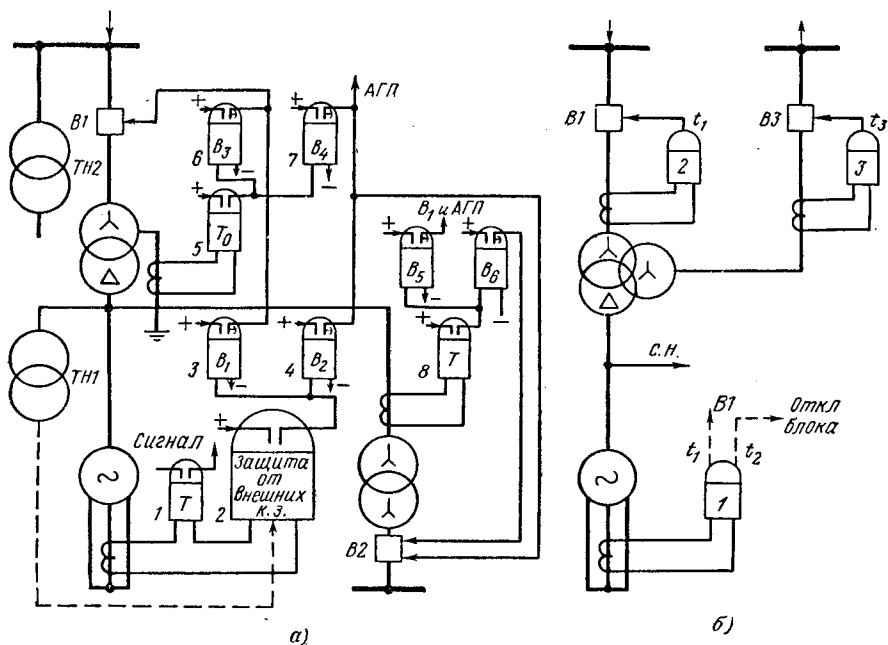 В1
ТН2
+
В3
6
−
+
В4
7
−
АГП
+
Т0
5
В1 и АГП
+
В5
−
+
В6
−
+
В1
3
−
+
В2
4
−
+
Т
8
ТН1
Сигнал
Т
1
+
Защита
от
внешних
к.з.
2
В2
а)
В1
t1
2
В3
t3
3
с.н.
В1
Откл
блока
t1
t2
1
б)